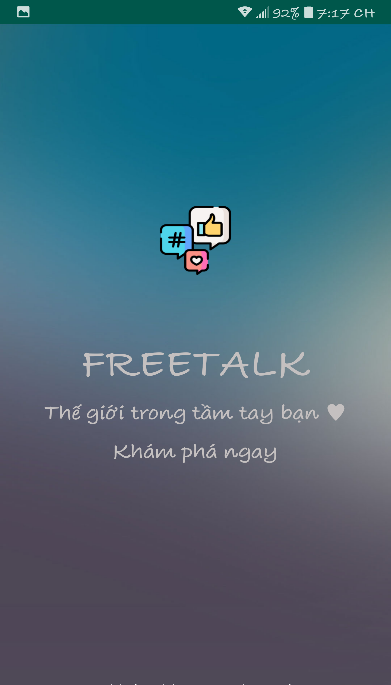 92% 7:17 CH
#
FREETALK
Thế giới trong tầm tay bạn ♥
Khám phá ngay